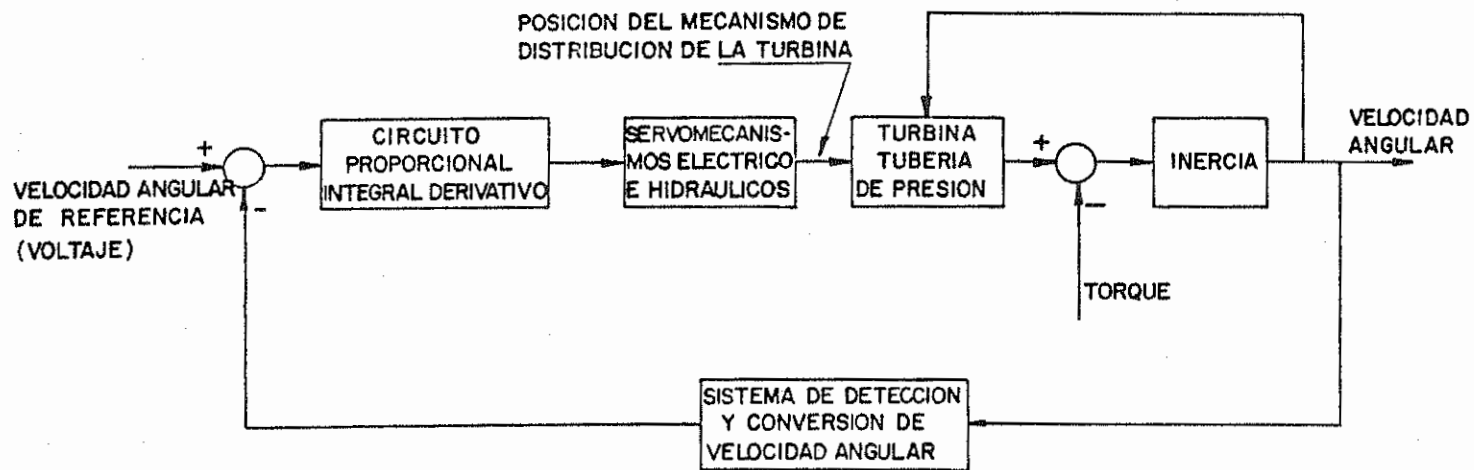 POSICION DEL MECANISMO DE
DISTRIBUCION DE LA TURBINA
+
VELOCIDAD ANGULAR
DE REFERENCIA
(VOLTAJE)
-
CIRCUITO
PROPORCIONAL
INTEGRAL DERIVATIVO
SERVOMECANIS-
MOS ELECTRICO
E HIDRAULICOS
TURBINA
TUBERIA
DE PRESION
+
-
TORQUE
INERCIA
VELOCIDAD
ANGULAR
SISTEMA DE DETECCION
Y CONVERSION DE
VELOCIDAD ANGULAR